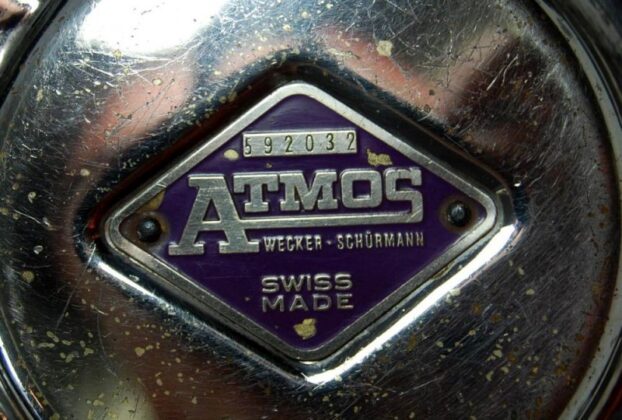 592032
ATMOS
WECKER - SCHÜRMANN
SWISS
MADE